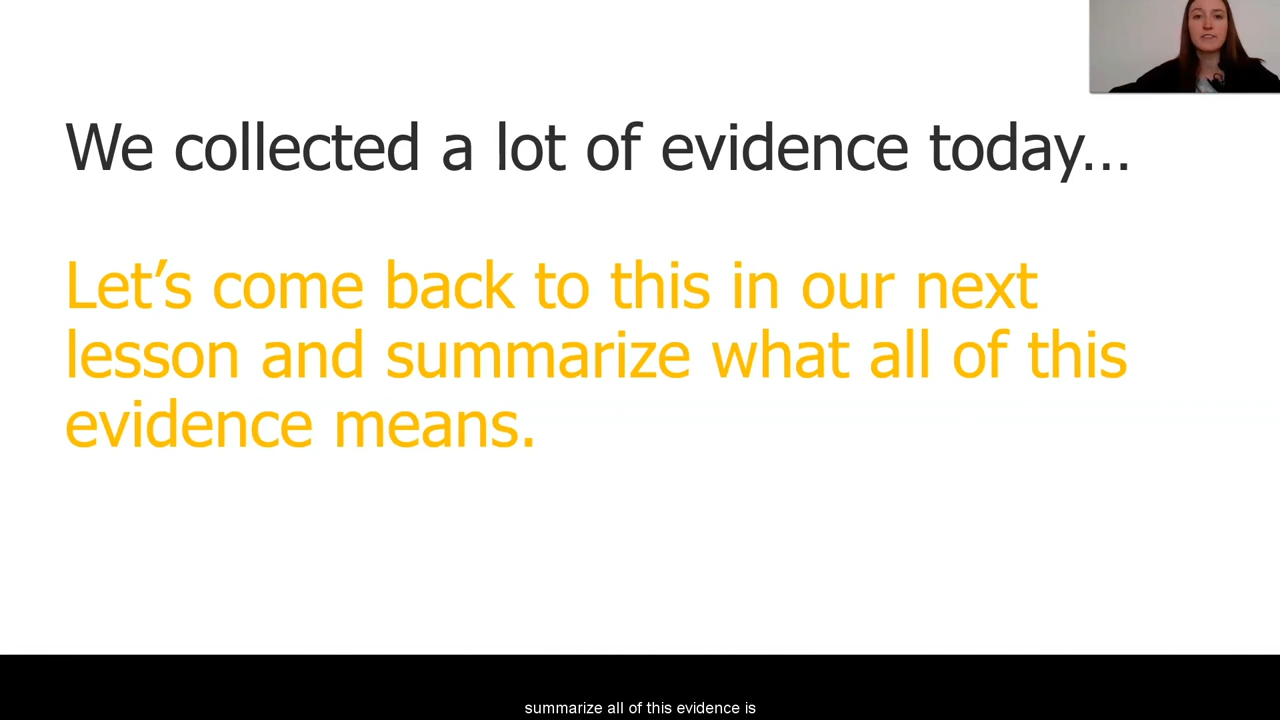 We collected a lot of evidence today…
Let’s come back to this in our next
lesson and summarize what all of this
evidence means.
summarize all of this evidence is